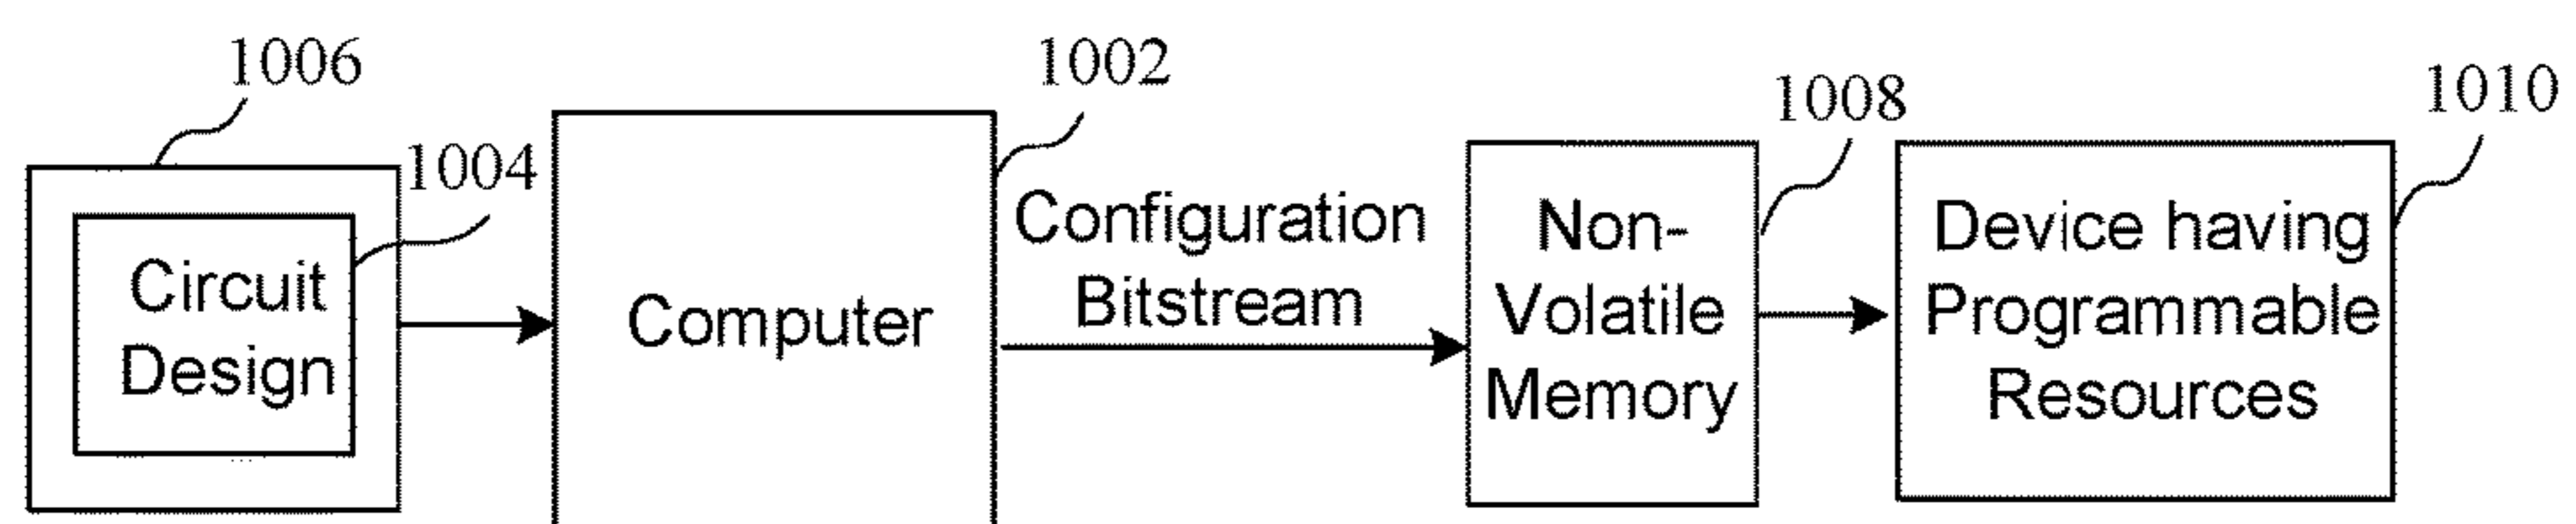 1006
1004
Circuit
Design
1002
Computer
Configuration
Bitstream
1008
Non-
Volatile
Memory
1010
Device having
Programmable
Resources